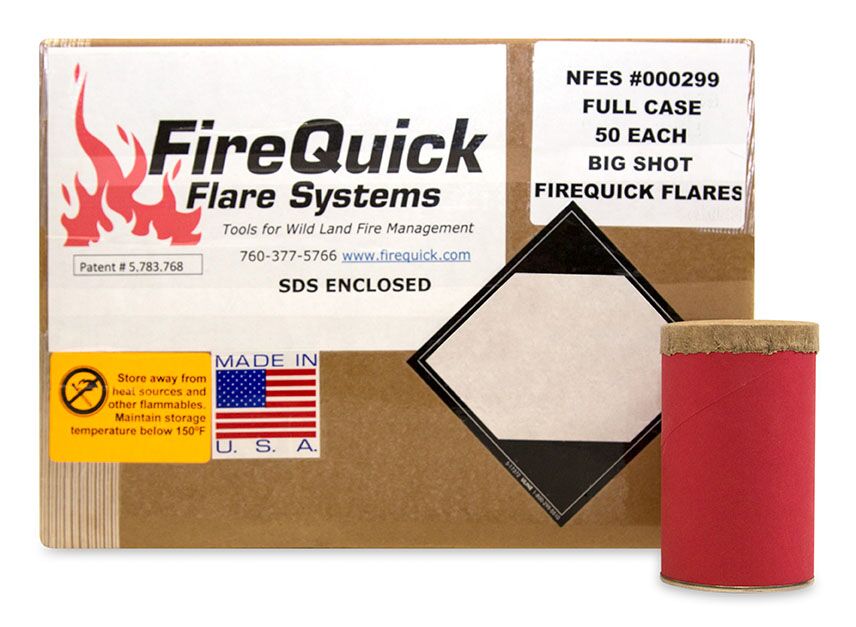 FireQuick
Flare Systems
Tools for Wild Land Fire Management
760-377-5766 www.firequick.com
Patent # 5.783.768
SDS ENCLOSED
NFES #000299
FULL CASE
50 EACH
BIG SHOT
FIREQUICK FLARES
Store away from
heat sources and
other flammables.
Maintain storage
temperature below 150°F
MADE IN
U. S. A.